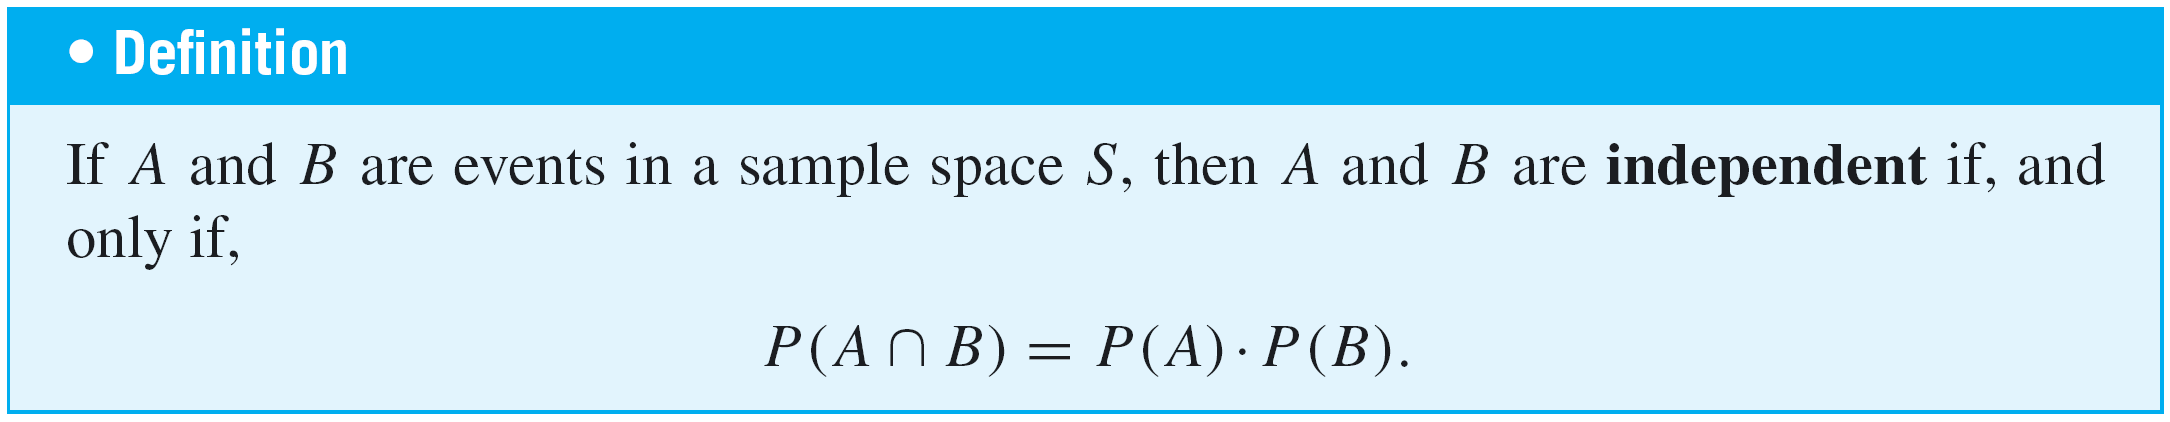 • Definition
If A and B are events in a sample space S, then A and B are independent if, and
only if,
P(A ∩ B) = P(A) · P(B).